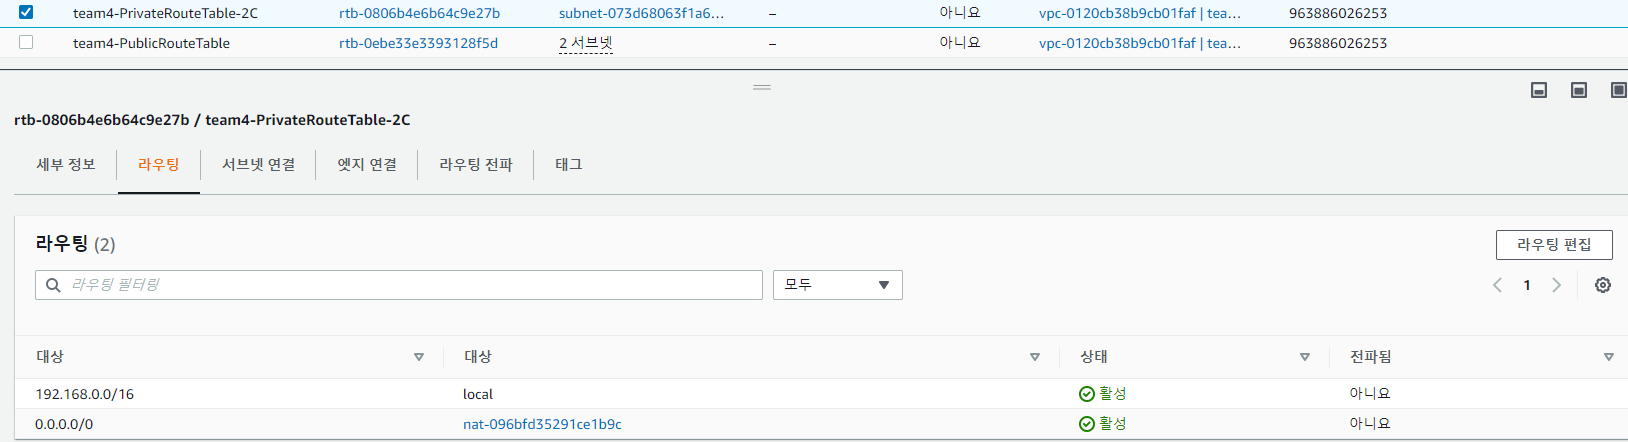 team4-PrivateRouteTable-2C rtb-0806b4e6b64c9e27b subnet-073d68063f1a6... – 아니요 vpc-0120cb38b9cb01faf | tea... 963886026253
team4-PublicRouteTable rtb-0ebe33e3393128f5d 2 서브넷 – 아니요 vpc-0120cb38b9cb01faf | tea... 963886026253
rtb-0806b4e6b64c9e27b / team4-PrivateRouteTable-2C
세부 정보 라우팅 서브넷 연결 엣지 연결 라우팅 전파 태그
라우팅 (2) 라우팅 편집
라우팅 필터링 모두 1
대상 대상 상태 전파됨
192.168.0.0/16 local 활성 아니요
0.0.0.0/0 nat-096bfd35291ce1b9c 활성 아니요